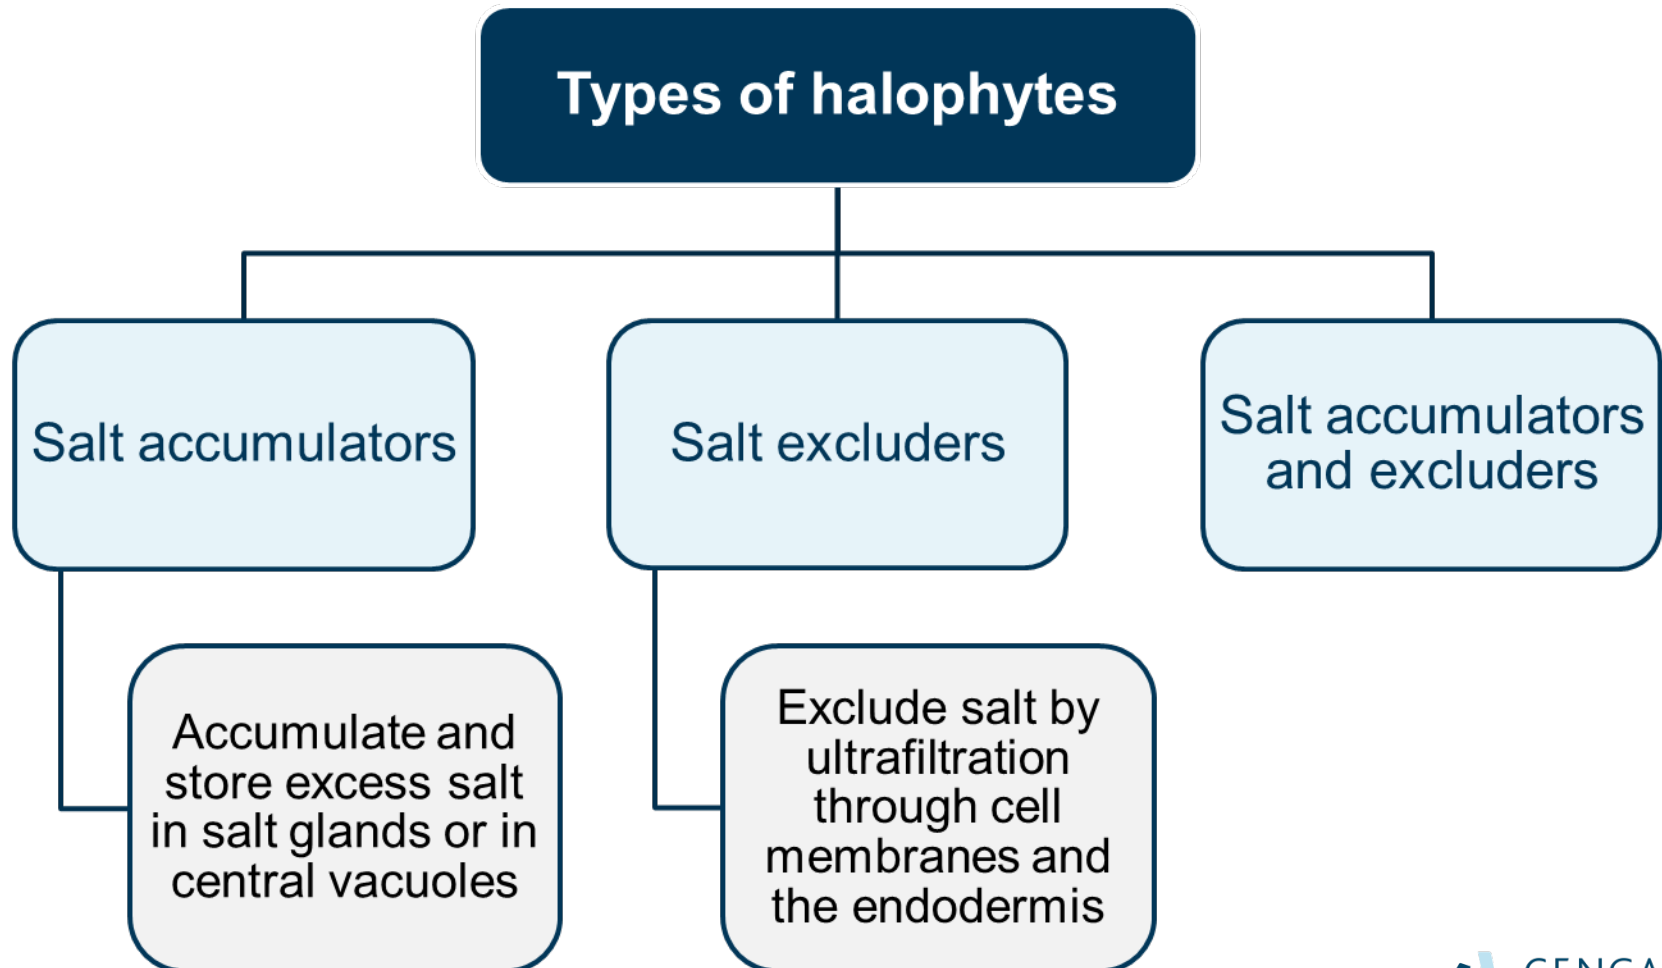 Types of halophytes
Salt accumulators
Salt excluders
Salt accumulators
and excluders
Accumulate and
store excess salt
in salt glands or in
central vacuoles
Exclude salt by
ultrafiltration
through cell
membranes and
the endodermis